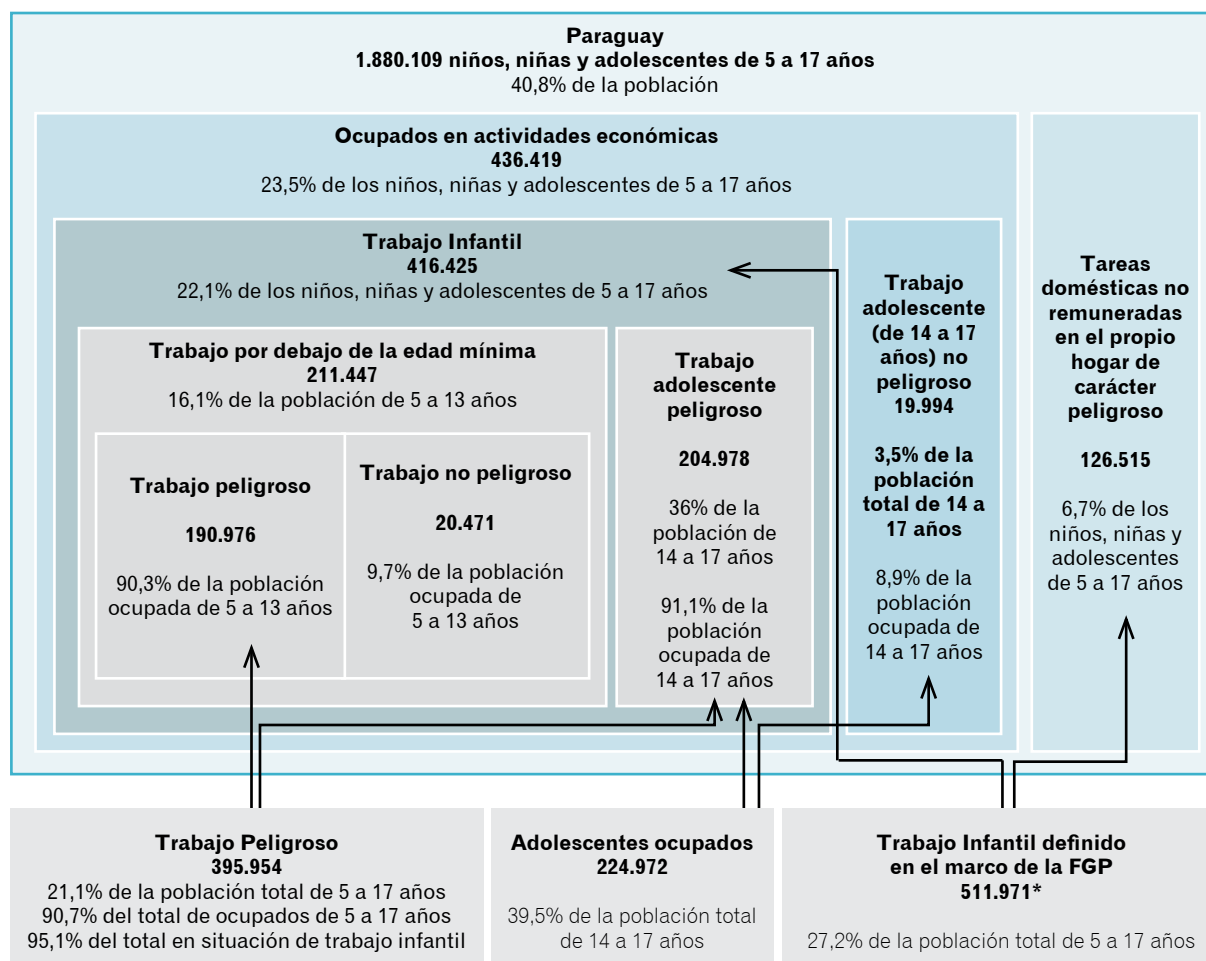 Paraguay
1.880.109 niños, niñas y adolescentes de 5 a 17 años
40,8% de la población
Ocupados en actividades económicas
436.419
23,5% de los niños, niñas y adolescentes de 5 a 17 años
Trabajo Infantil
416.425
22,1% de los niños, niñas y adolescentes de 5 a 17 años
Trabajo por debajo de la edad mínima
211.447
16,1% de la población de 5 a 13 años
Trabajo peligroso
190.976
90,3% de la población
ocupada de 5 a 13 años
Trabajo no peligroso
20.471
9,7% de la población
ocupada de
5 a 13 años
Trabajo
adolescente
peligroso
204.978
36% de la
población de
14 a 17 años
91,1% de la
población
ocupada de
14 a 17 años
Trabajo
adolescente
(de 14 a 17
años) no
peligroso
19.994
3,5% de la
población
total de 14 a
17 años
8,9% de la
población
ocupada de
14 a 17 años
Tareas
domésticas no
remuneradas
en el propio
hogar de
carácter
peligroso
126.515
6,7% de los
niños, niñas y
adolescentes
de 5 a 17 años
Trabajo Peligroso
395.954
21,1% de la población total de 5 a 17 años
90,7% del total de ocupados de 5 a 17 años
95,1% del total en situación de trabajo infantil
Adolescentes ocupados
224.972
39,5% de la población total
de 14 a 17 años
Trabajo Infantil definido
en el marco de la FGP
511.971*
27,2% de la población total de 5 a 17 años